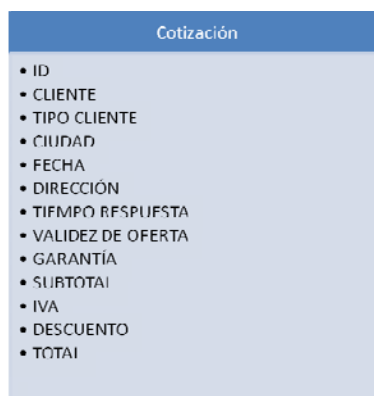 Cotización
• ID
• CLIENTE
• TIPO CLIENTE
• CIUDAD
• FECHA
• DIRECCIÓN
• TIEMPO RESPUESTA
• VALIDEZ DE OFERTA
• GARANTÍA
• SUBTOTAL
• IVA
• DESCUENTO
• TOTAL